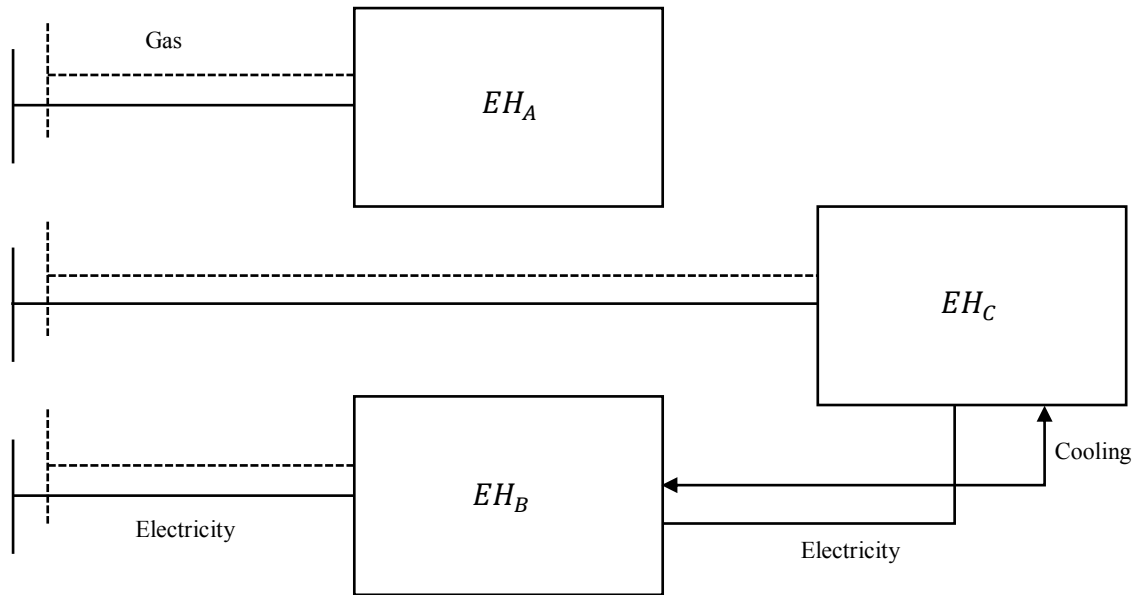 Gas
EH_A
EH_C
Cooling
EH_B
Electricity
Electricity